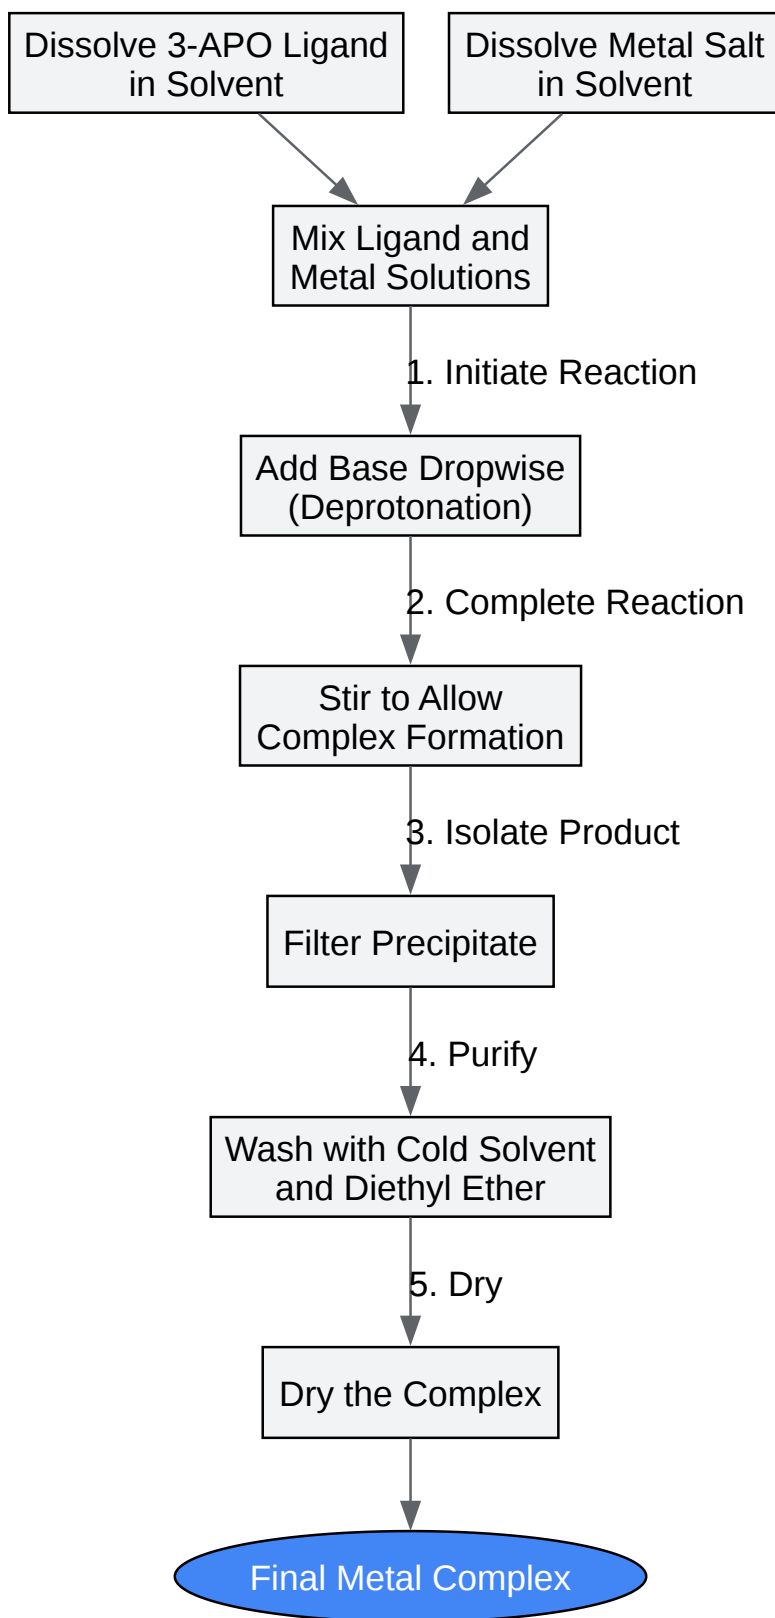 Dissolve 3-APO Ligand
in Solvent
Dissolve Metal Salt
in Solvent
Mix Ligand and
Metal Solutions
1. Initiate Reaction
Add Base Dropwise
(Deprotonation)
2. Complete Reaction
Stir to Allow
Complex Formation
3. Isolate Product
Filter Precipitate
4. Purify
Wash with Cold Solvent
and Diethyl Ether
5. Dry
Dry the Complex
Final Metal Complex